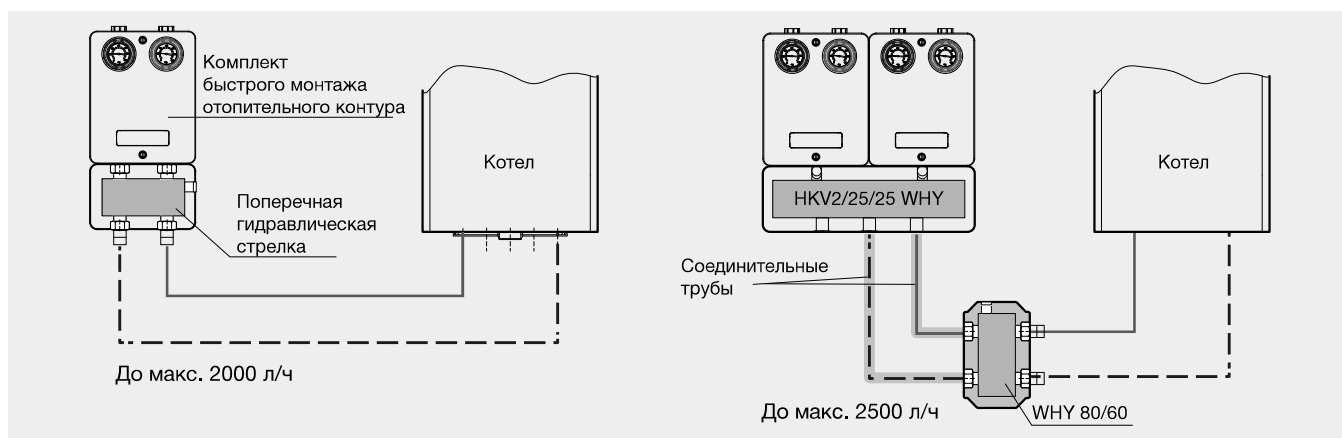 Комплект
быстрого монтажа
отопительного контура
Котел
Поперечная
гидравлическая
стрелка
До макс. 2000 л/ч
Котел
HKV2/25/25 WHY
Соединительные
трубы
До макс. 2500 л/ч
WHY 80/60